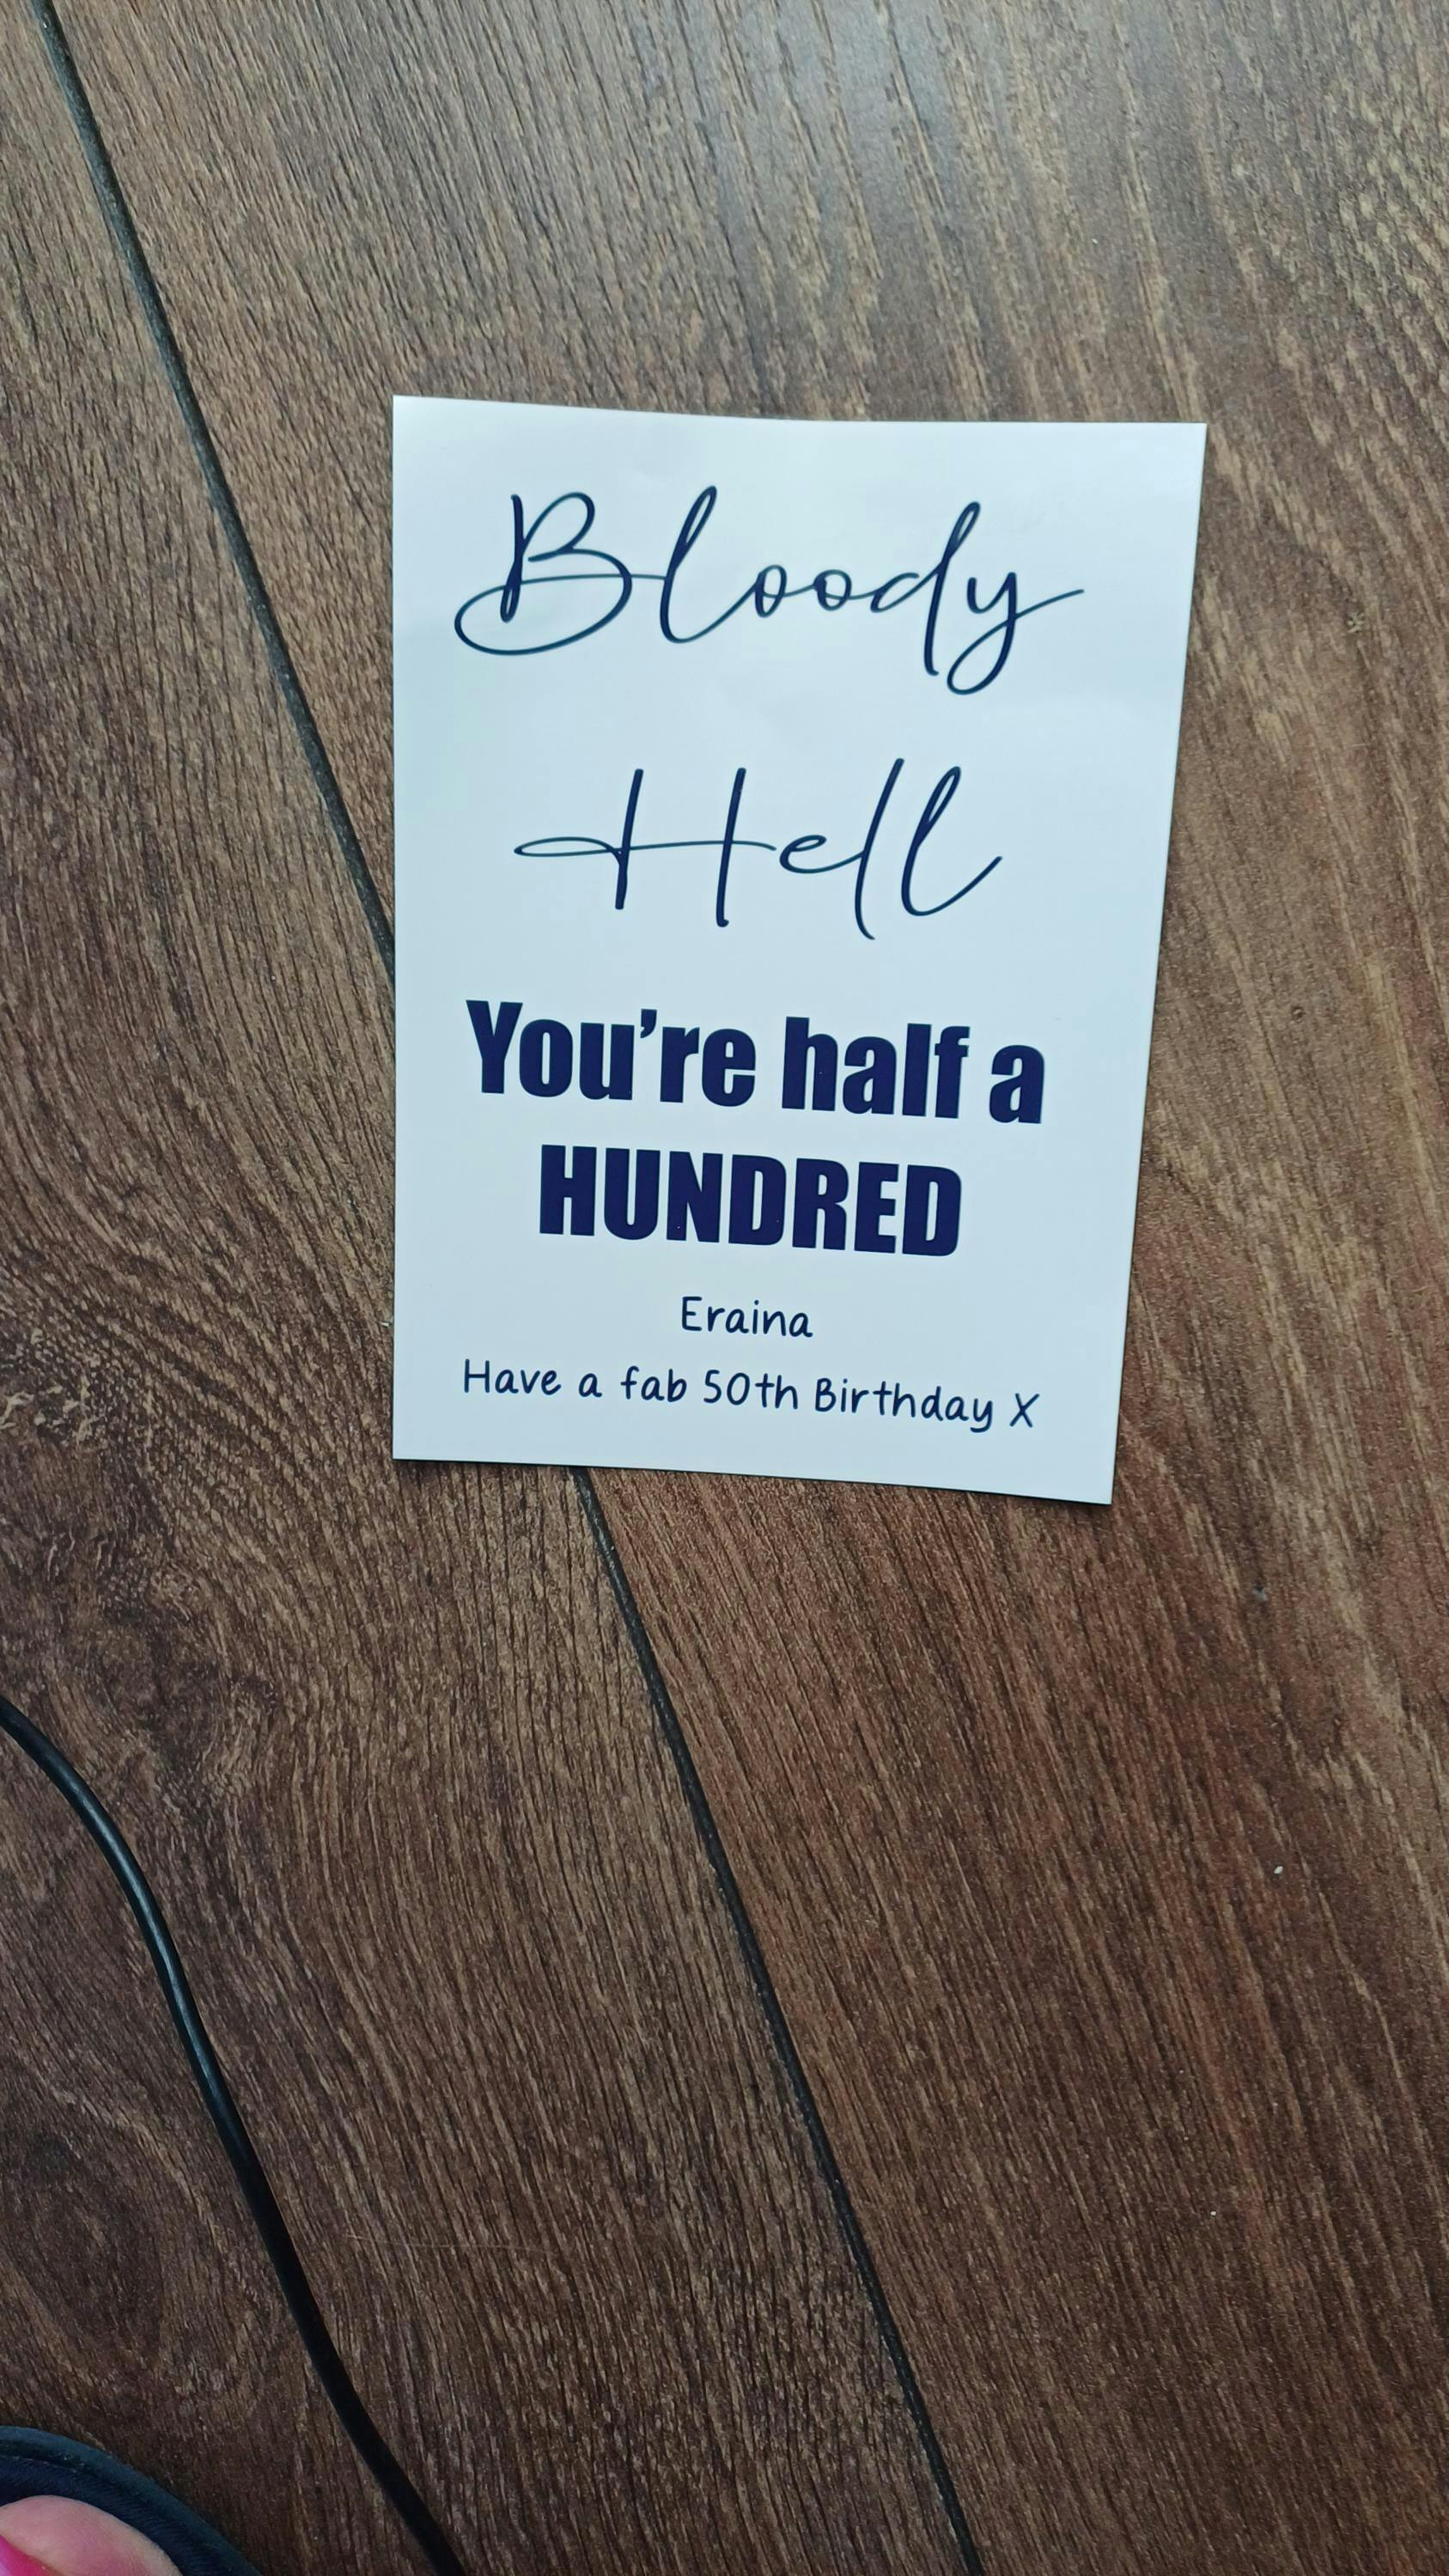 Bloody
Hell
You're half a
HUNDRED
Eraina
Have a fab 50th Birthday X